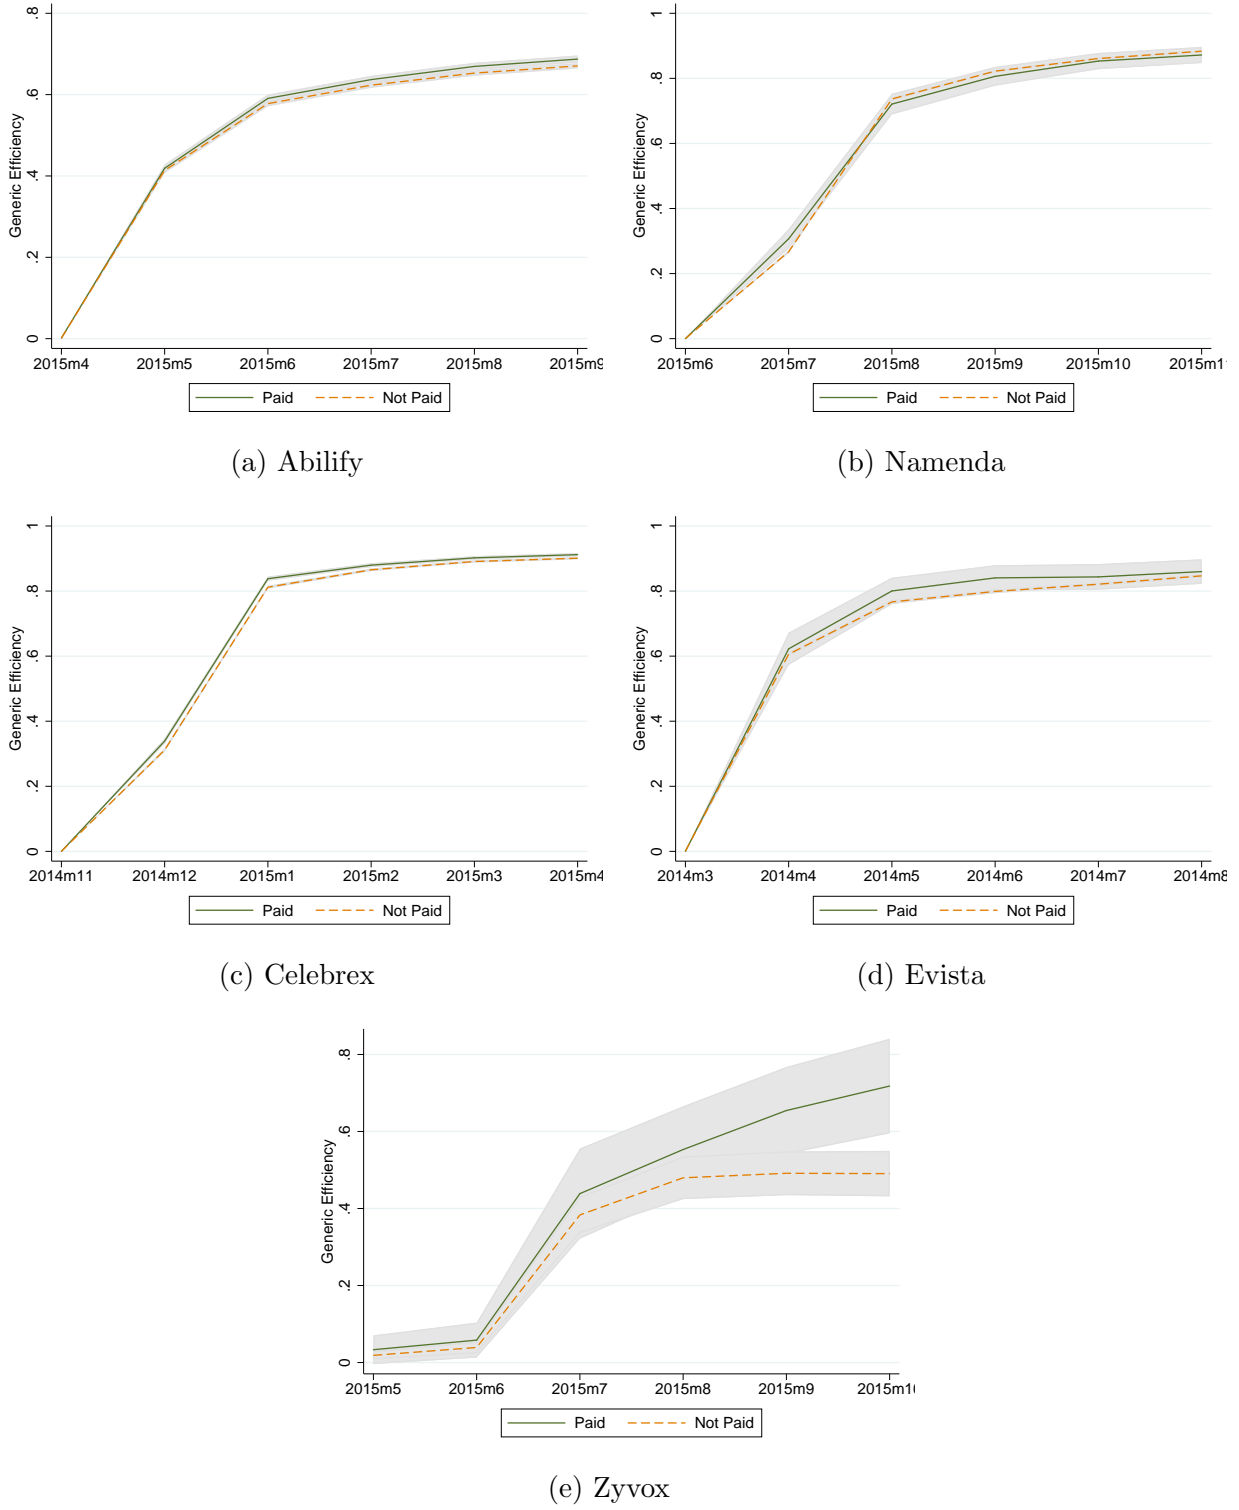 Generic Efficiency
.8
.6
.4
.2
0
2015m4 2015m5 2015m6 2015m7 2015m8 2015m9
Paid Not Paid
(a) Abilify
Generic Efficiency
1
.8
.6
.4
.2
0
2015m6 2015m7 2015m8 2015m9 2015m10 2015m11
Paid Not Paid
(b) Namenda
Generic Efficiency
1
.8
.6
.4
.2
0
2014m11 2014m12 2015m1 2015m2 2015m3 2015m4
Paid Not Paid
(c) Celebrex
Generic Efficiency
1
.8
.6
.4
.2
0
2014m3 2014m4 2014m5 2014m6 2014m7 2014m8
Paid Not Paid
(d) Evista
Generic Efficiency
.8
.6
.4
.2
0
2015m5 2015m6 2015m7 2015m8 2015m9 2015m10
Paid Not Paid
(e) Zyvox